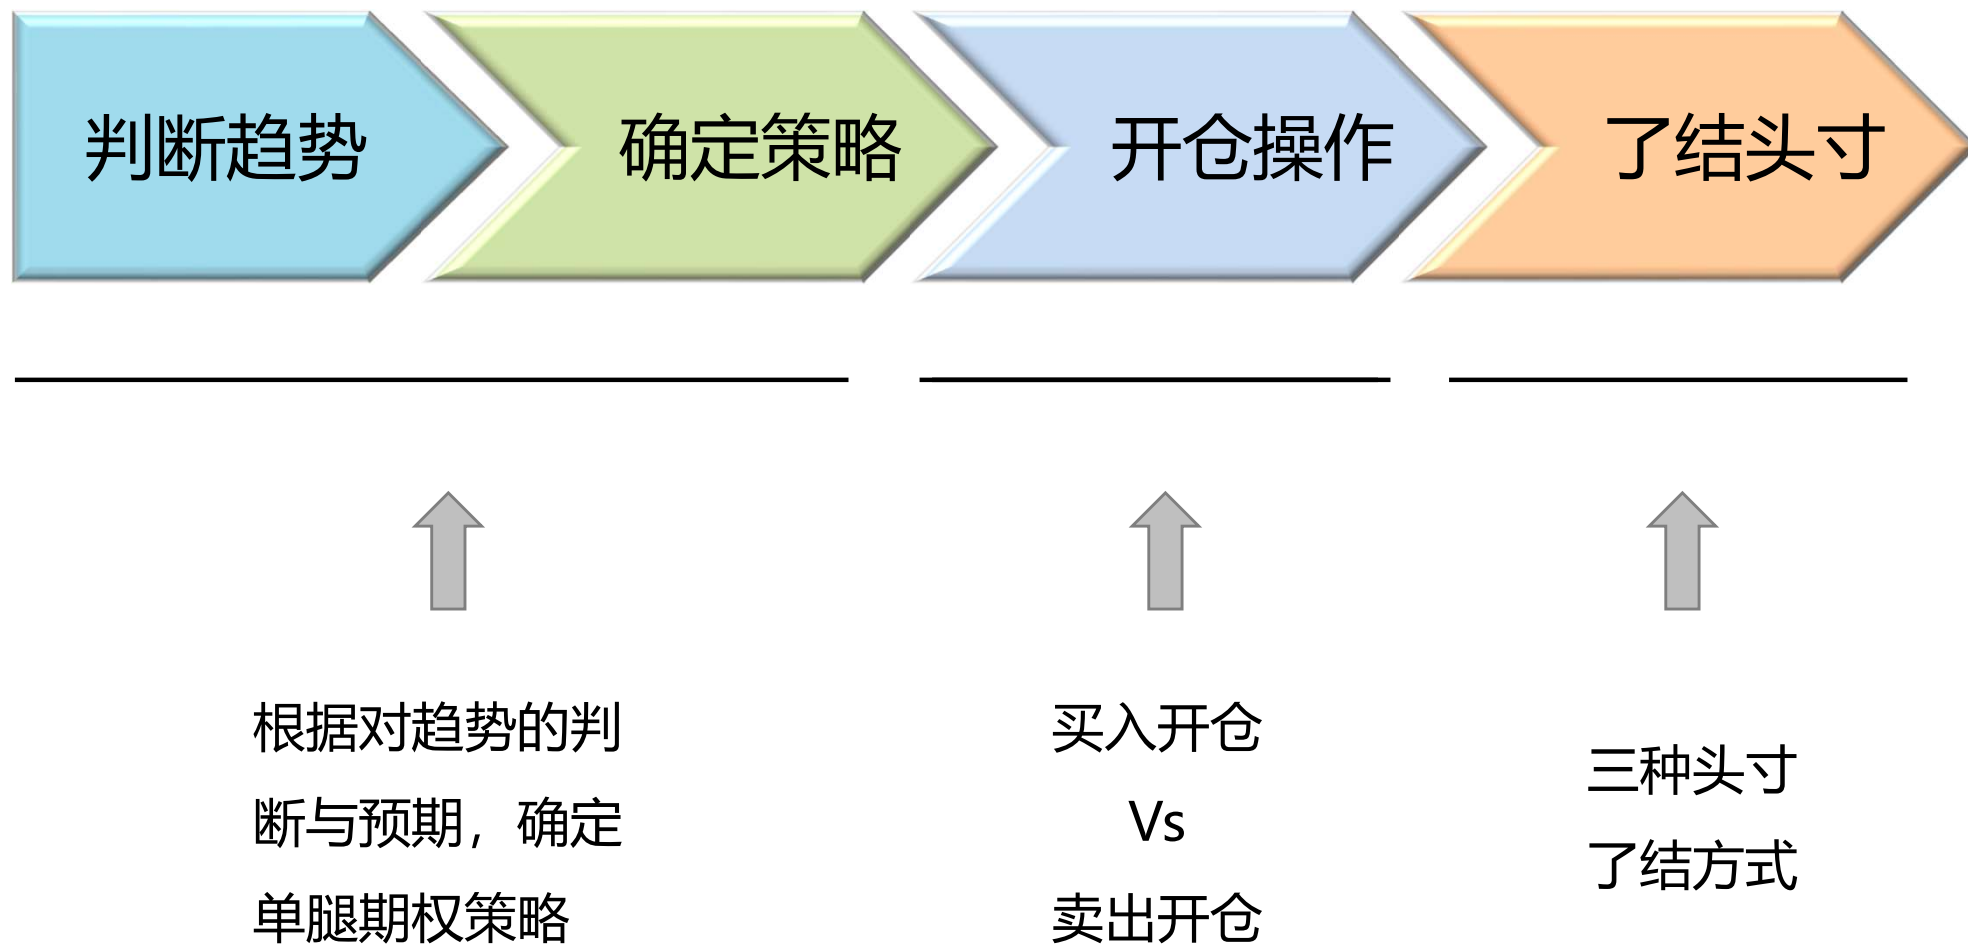 判断趋势
确定策略
开仓操作
了结头寸
根据对趋势的判
断与预期，确定
单腿期权策略
买入开仓
Vs
卖出开仓
三种头寸
了结方式